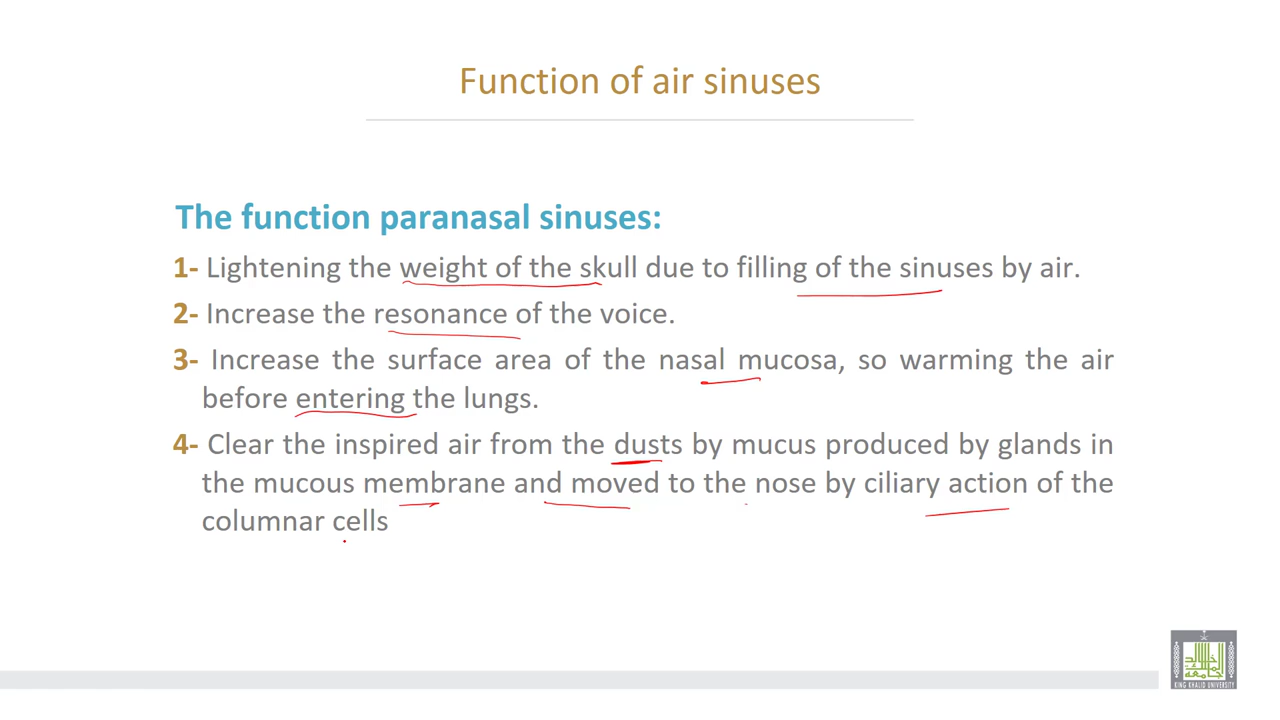 Function of air sinuses
The function paranasal sinuses:
1- Lightening the weight of the skull due to filling of the sinuses by air.
2- Increase the resonance of the voice.
3- Increase the surface area of the nasal mucosa, so warming the air
before entering the lungs.
4- Clear the inspired air from the dusts by mucus produced by glands in
the mucous membrane and moved to the nose by ciliary action of the
columnar cells
KING KHALID UNIVERSITY